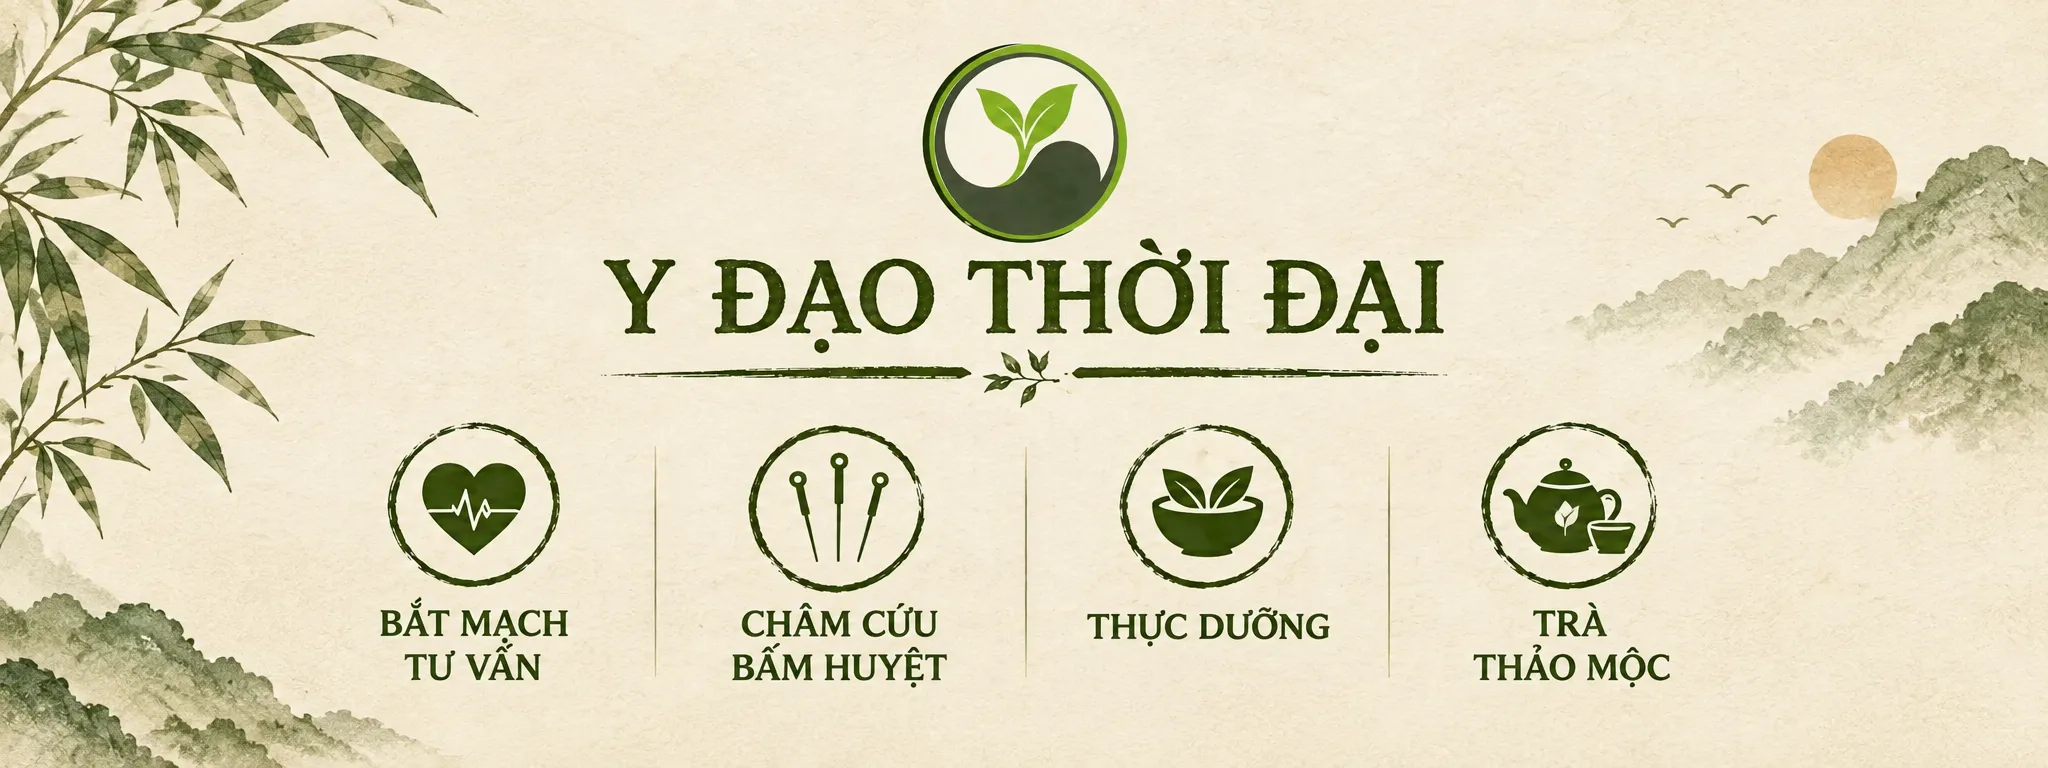 Y ĐẠO THỜI ĐẠI
BẮT MẠCH
TƯ VẤN
CHÂM CỨU
BẤM HUYỆT
THỰC DƯỠNG
TRÀ
THẢO MỘC